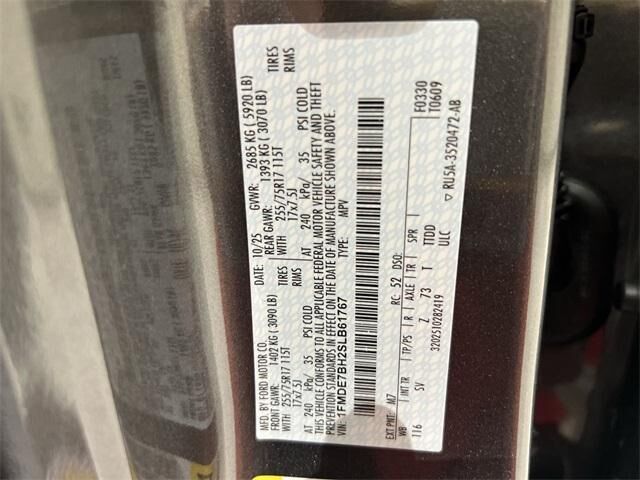 MFD. BY FORD MOTOR CO.
DATE: 10/25
GVWR: 2685 KG ( 5920 LB)
FRONT GAWR: 1402 KG ( 3090 LB)
REAR GAWR: 1393 KG ( 3070 LB)
WITH 255/75R17 115T TIRES
WITH 255/75R17 115T TIRES
17x7.5J RIMS
17x7.5J RIMS
AT 240 kPa/ 35 PSI COLD
AT 240 kPa/ 35 PSI COLD
THIS VEHICLE CONFORMS TO ALL APPLICABLE FEDERAL MOTOR VEHICLE SAFETY AND THEFT
PREVENTION STANDARDS IN EFFECT ON THE DATE OF MANUFACTURE SHOWN ABOVE.
VIN: 1FMDE7BH2SLB61767
TYPE: MPV
F0330
T0609
EXT PNT: M7
RC: 52
DSO:
WB INT TR TP/PS R AXLE TR SPR
116 SV Z 73 T TTDD
ULC
3202510282419
▽ RU5A-3520472-AB